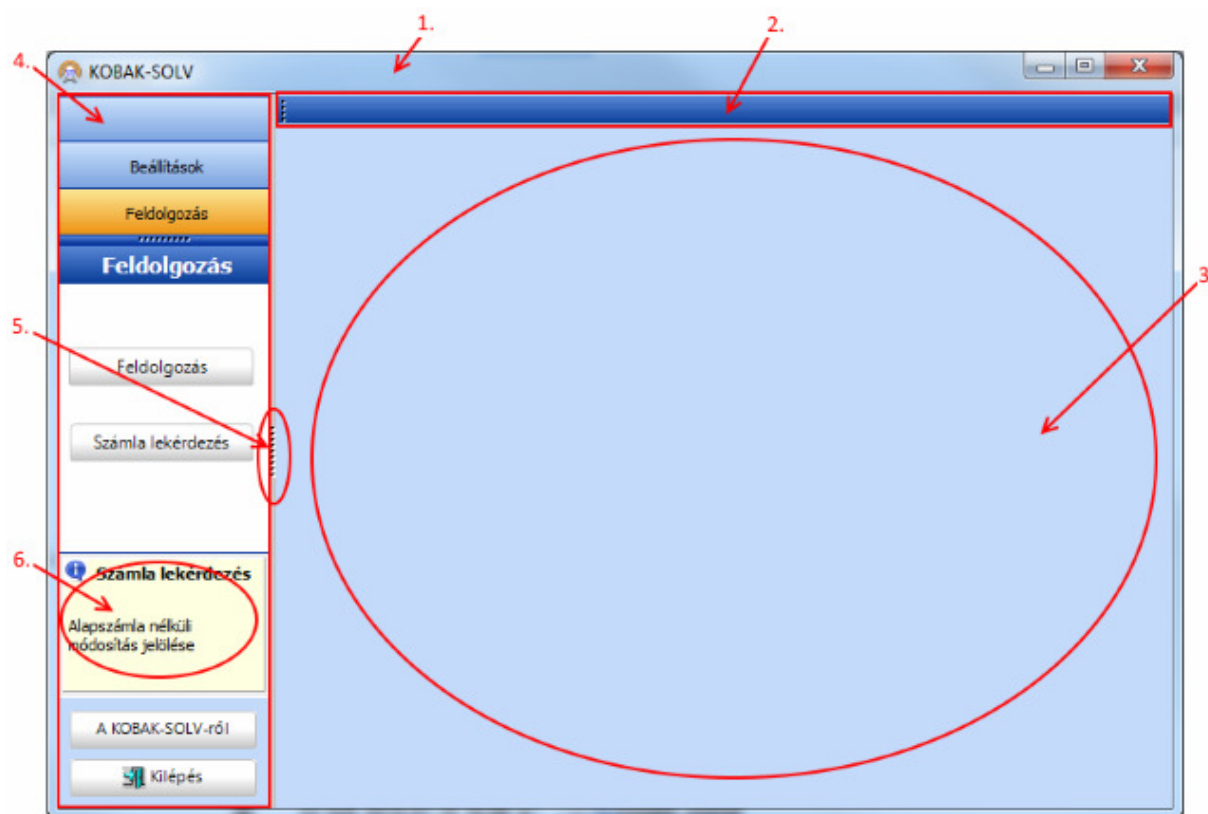 1.
2.
4.
KOBAK-SOLV
Beállítások
Feldolgozás
Feldolgozás
3
5.
Feldolgozás
Számla lekérdezés
6.
Számla lekérdezés
Alapszámla nélküli
módosítás jelölése
A KOBAK-SOLV-ról
Kilépés